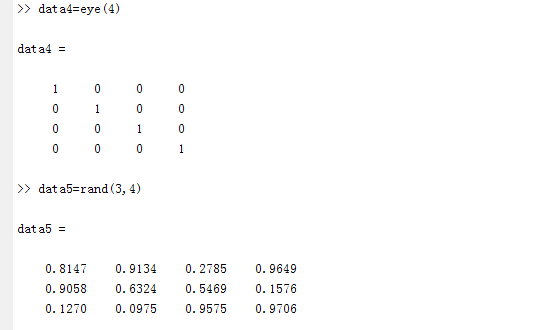 >> data4=eye(4)
data4 =
1 0 0 0
0 1 0 0
0 0 1 0
0 0 0 1
>> data5=rand(3,4)
data5 =
0.8147 0.9134 0.2785 0.9649
0.9058 0.6324 0.5469 0.1576
0.1270 0.0975 0.9575 0.9706